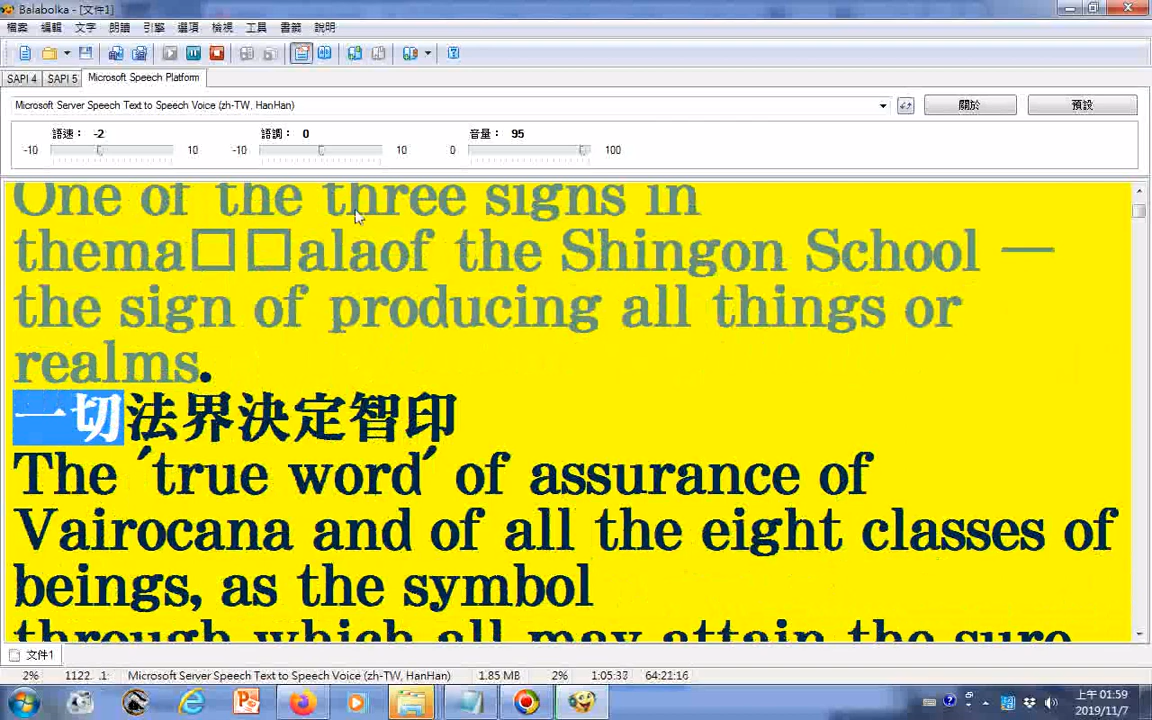 Balabolka - [文件1]
檔案 編輯 文字 朗讀 引擎 選項 檢視 工具 書籤 說明
SAPI 4 SAPI 5 Microsoft Speech Platform
Microsoft Server Speech Text to Speech Voice (zh-TW, HanHan) 關於 預設
語速： -2 語調： 0 音量： 95
-10 10 -10 10 0 100
One of the three signs in
thema□□alaof the Shingon School —
the sign of producing all things or
realms.
一切法界決定智印
The ′true word′ of assurance of
Vairocana and of all the eight classes of
beings, as the symbol
through which all may attain the sure
文件1
2% 1122: .1: Microsoft Server Speech Text to Speech Voice (zh-TW, HanHan) 1.85 MB 2% 64:21:16
上午 01:59
2019/11/7